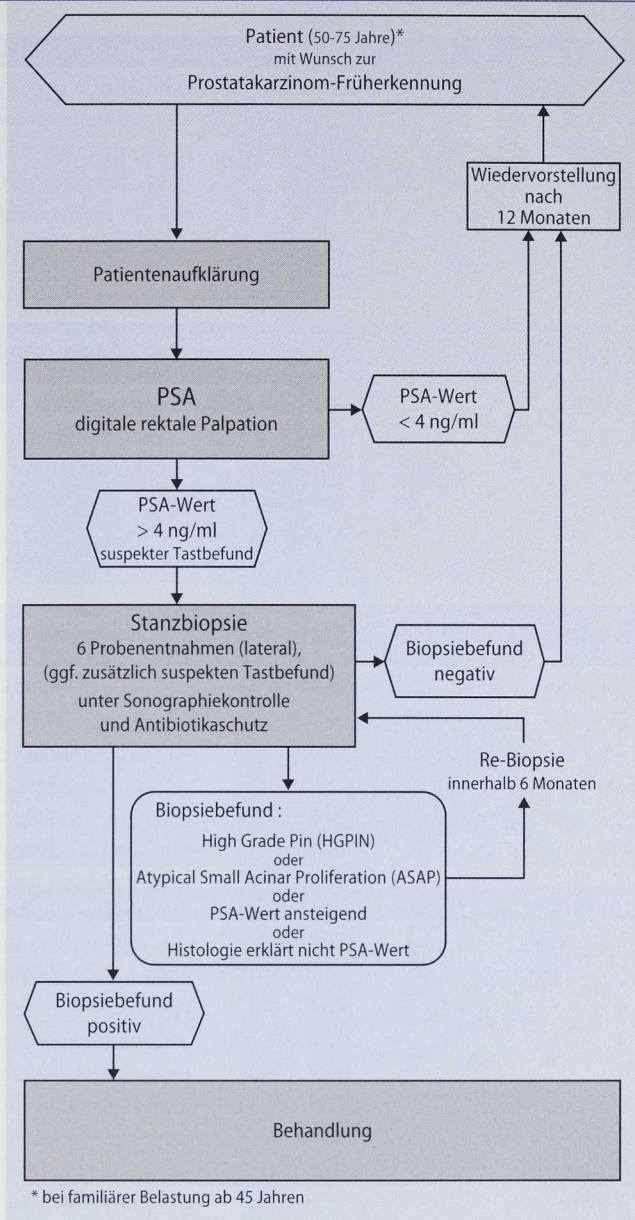 Patient (50-75 Jahre)*
mit Wunsch zur
Prostatakarzinom-Früherkennung
Wiedervorstellung
nach
12 Monaten
Patientenaufklärung
PSA
digitale rektale Palpation
PSA-Wert
< 4 ng/ml
PSA-Wert
> 4 ng/ml
suspekter Tastbefund
Stanzbiopsie
6 Probenentnahmen (lateral),
(ggf. zusätzlich suspekten Tastbefund)
unter Sonographiekontrolle
und Antibiotikaschutz
Biopsiebefund
negativ
Re-Biopsie
innerhalb 6 Monaten
Biopsiebefund :
High Grade Pin (HGPIN)
oder
Atypical Small Acinar Proliferation (ASAP)
oder
PSA-Wert ansteigend
oder
Histologie erklärt nicht PSA-Wert
Biopsiebefund
positiv
Behandlung
* bei familiärer Belastung ab 45 Jahren